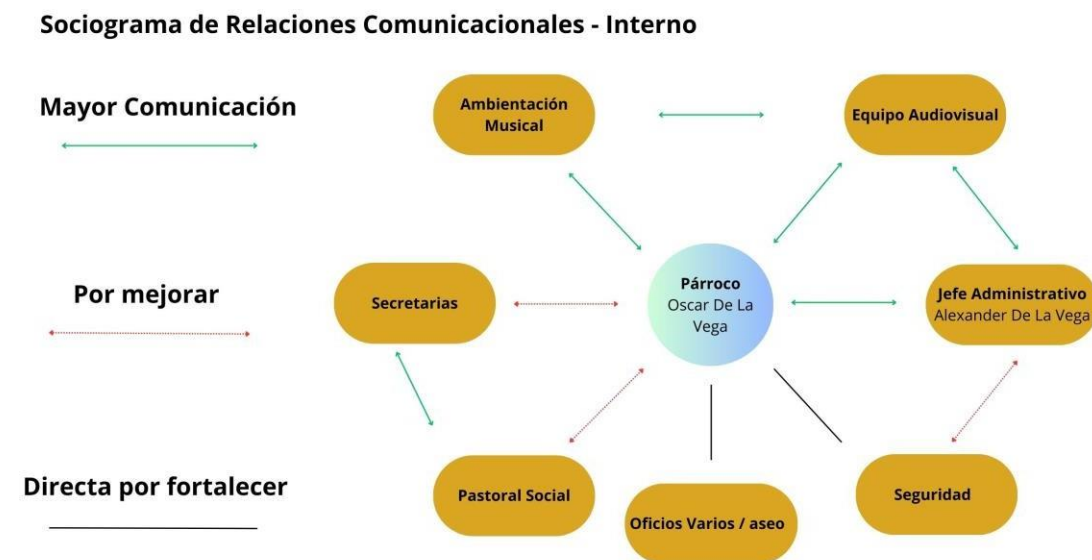 Sociograma de Relaciones Comunicacionales - Interno
Mayor Comunicación
Ambientación
Musical
Equipo Audiovisual
Por mejorar
Secretarias
Párroco
Oscar De La
Vega
Jefe Administrativo
Alexander De La Vega
Directa por fortalecer
Pastoral Social
Oficios Varios / aseo
Seguridad